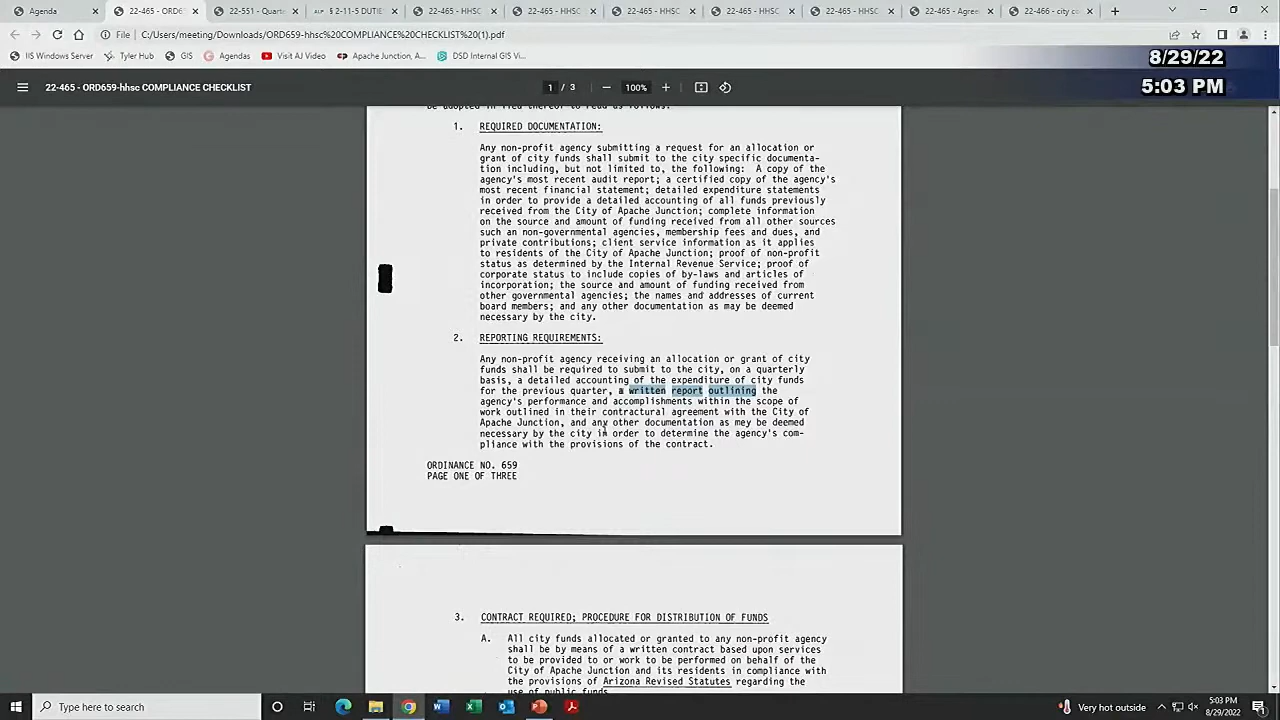 Agenda
22-465 - ORD6
22-551 - Quart
§ 2-11-5 DUTIE
22-465 - HHSC
22-465 - HHSC
22-465 - HHSC
22-465 - HHSC
22-465 - HHSC
22-465 - HHSC
22-465 - Agree
22-466 - city co
File | C:/Users/meeting/Downloads/ORD659-hhsc%20COMPLIANCE%20CHECKLIST%20(1).pdf
IIS Windows Server
Tyler Hub
GIS
Agendas
Visit AJ Video
Apache Junction, A...
DSD Internal GIS Vi...
8/29/22
5:03 PM
22-465 - ORD659-hhsc COMPLIANCE CHECKLIST
1 / 3
100%
1. REQUIRED DOCUMENTATION:
Any non-profit agency submitting a request for an allocation or
grant of city funds shall submit to the city specific documenta-
tion including, but not limited to, the following: A copy of the
agency's most recent audit report; a certified copy of the agency's
most recent financial statement; detailed expenditure statements
in order to provide a detailed accounting of all funds previously
received from the City of Apache Junction; complete information
on the source and amount of funding received from all other sources
such an non-governmental agencies, membership fees and dues, and
private contributions; client service information as it applies
to residents of the City of Apache Junction; proof of non-profit
status as determined by the Internal Revenue Service; proof of
corporate status to include copies of by-laws and articles of
incorporation; the source and amount of funding received from
other governmental agencies; the names and addresses of current
board members; and any other documentation as may be deemed
necessary by the city.
2. REPORTING REQUIREMENTS:
Any non-profit agency receiving an allocation or grant of city
funds shall be required to submit to the city, on a quarterly
basis, a detailed accounting of the expenditure of city funds
for the previous quarter, a written report outlining the
agency's performance and accomplishments within the scope of
work outlined in their contractural agreement with the City of
Apache Junction, and any other documentation as may be deemed
necessary by the city in order to determine the agency's com-
pliance with the provisions of the contract.
ORDINANCE NO. 659
PAGE ONE OF THREE
3. CONTRACT REQUIRED; PROCEDURE FOR DISTRIBUTION OF FUNDS
A. All city funds allocated or granted to any non-profit agency
shall be by means of a written contract based upon services
to be provided to or work to be performed on behalf of the
City of Apache Junction and its residents in compliance with
the provisions of Arizona Revised Statutes regarding the
use of public funds.
Type here to search
Very hot outside
5:03 PM
8/29/2022